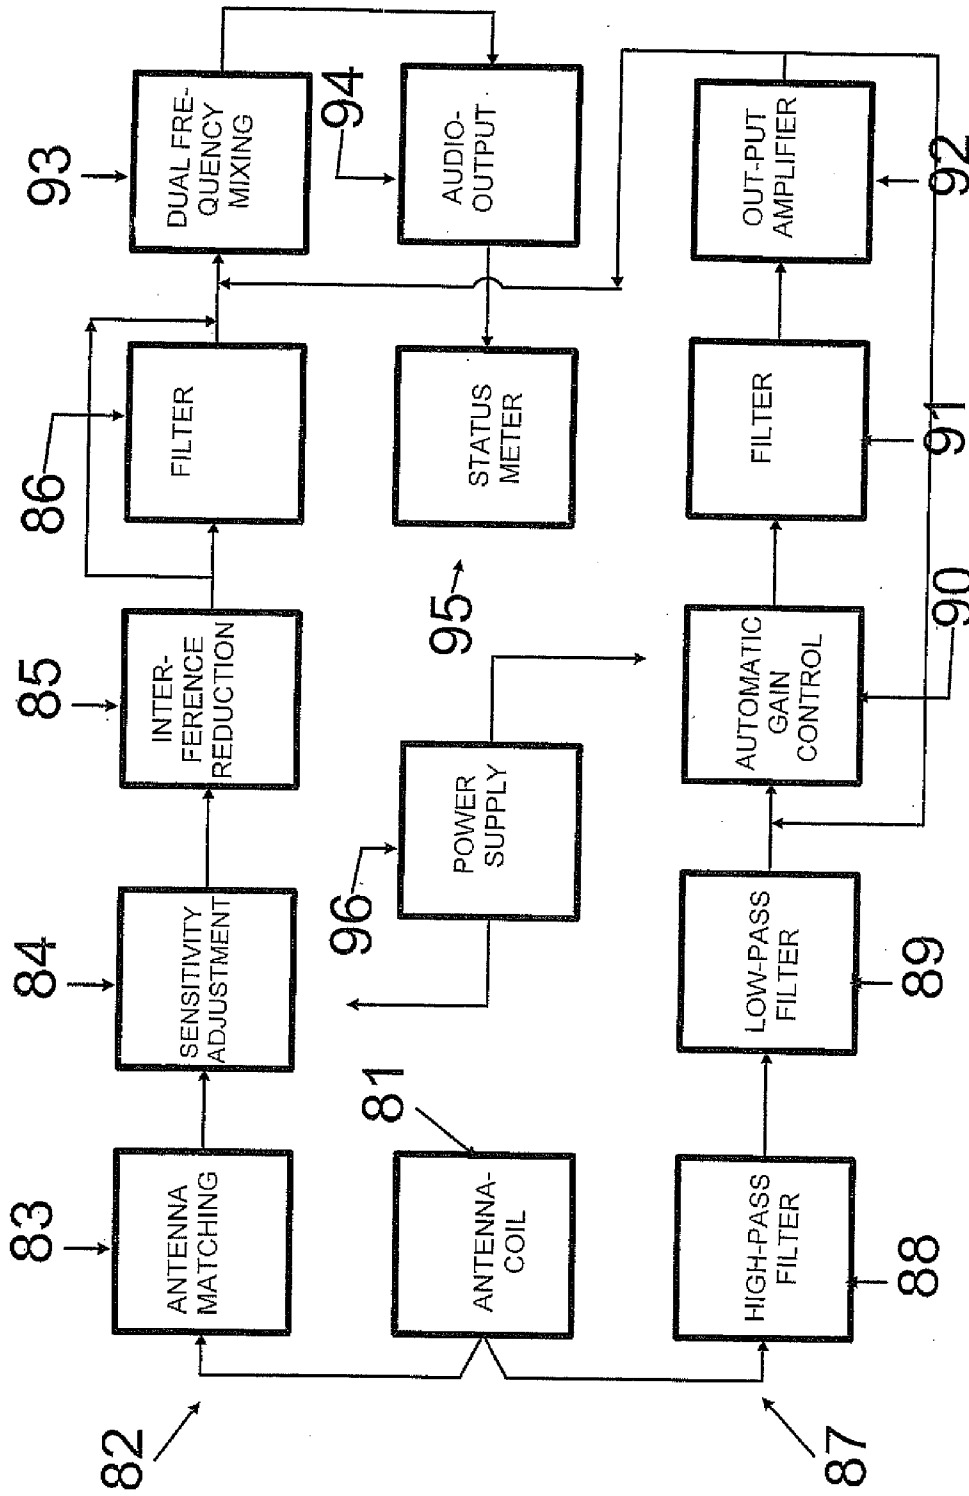 82
83
ANTENNA
MATCHING
84
SENSITIVITY
ADJUSTMENT
85
INTER-
FERENCE
REDUCTION
86
FILTER
93
DUAL FRE-
QUENCY
MIXING
81
ANTENNA-
COIL
96
POWER
SUPPLY
95
STATUS
METER
94
AUDIO-
OUTPUT
87
88
HIGH-PASS
FILTER
89
LOW-PASS
FILTER
90
AUTOMATIC
GAIN
CONTROL
91
FILTER
92
OUT-PUT
AMPLIFIER